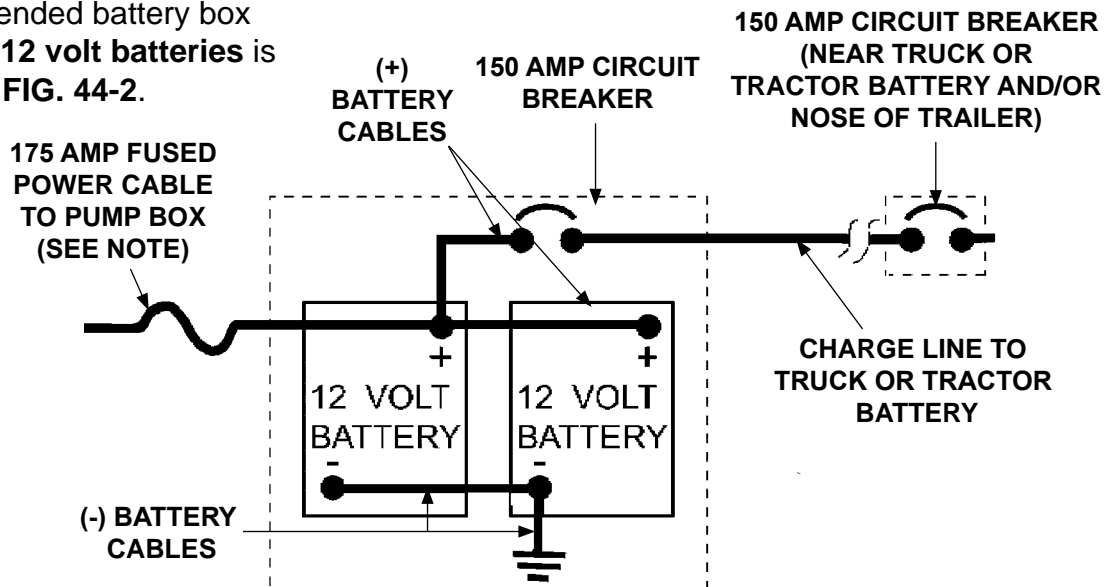 ended battery box
12 volt batteries is
FIG. 44-2.
150 AMP CIRCUIT BREAKER
(NEAR TRUCK OR
TRACTOR BATTERY AND/OR
NOSE OF TRAILER)
(+)
BATTERY
CABLES
150 AMP CIRCUIT
BREAKER
175 AMP FUSED
POWER CABLE
TO PUMP BOX
(SEE NOTE)
+
12 VOLT
BATTERY
-
+
12 VOLT
BATTERY
-
CHARGE LINE TO
TRUCK OR TRACTOR
BATTERY
(-) BATTERY
CABLES